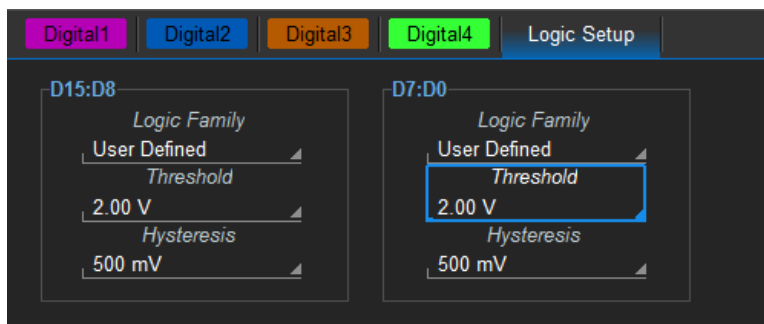 Digital1 Digital2 Digital3 Digital4 Logic Setup
D15:D8
Logic Family
User Defined
Threshold
2.00 V
Hysteresis
500 mV
D7:D0
Logic Family
User Defined
Threshold
2.00 V
Hysteresis
500 mV